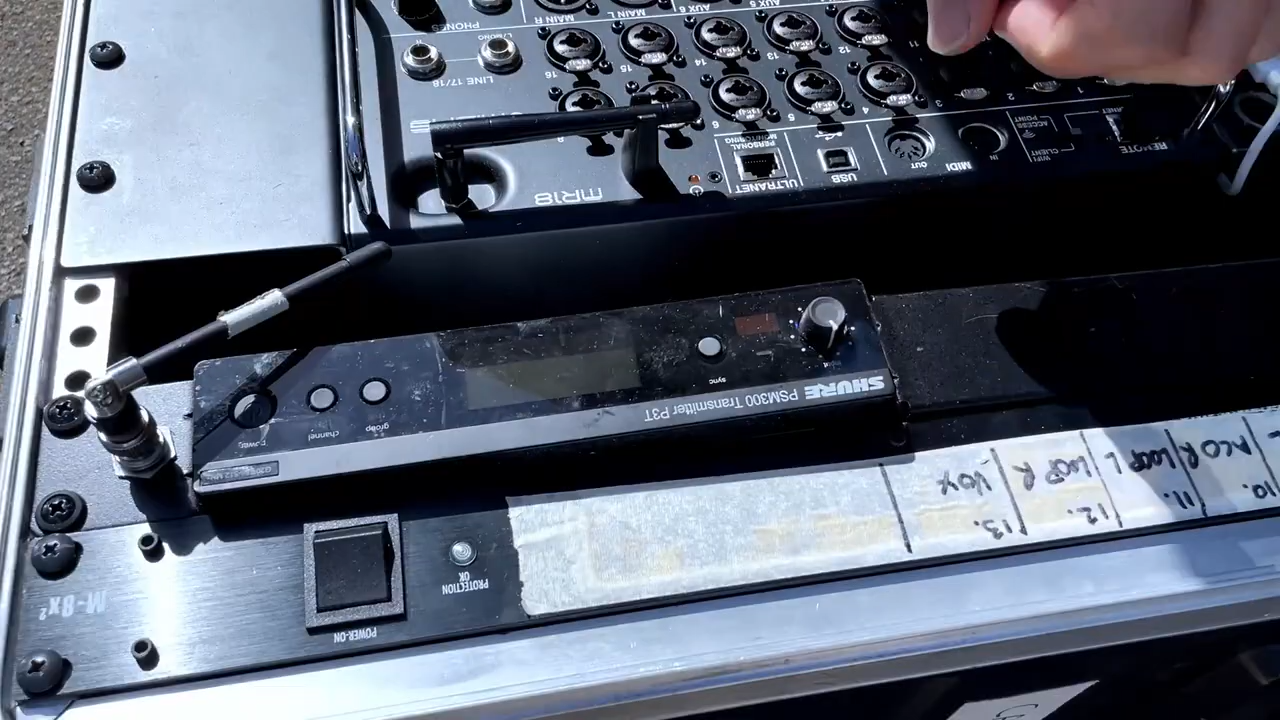 PHONES
MAIN R
MAIN L
AUX 6
AUX 5
R
L/MONO
LINE 17/18
16
15
14
13
12
11
8
6
5
4
3
2
1
PERSONAL
MONITORING
ULTRANET
USB
OUT
MIDI
IN
ACCESS
POINT
WIFI
CLIENT
REMOTE
MR18
SHURE
PSM300 Transmitter P3T
sync
group
channel
power
13.
VOX
12.
LOOP R
11.
LOOP L
10.
ACO R
PROTECTION
OK
POWER-ON
M-8x²